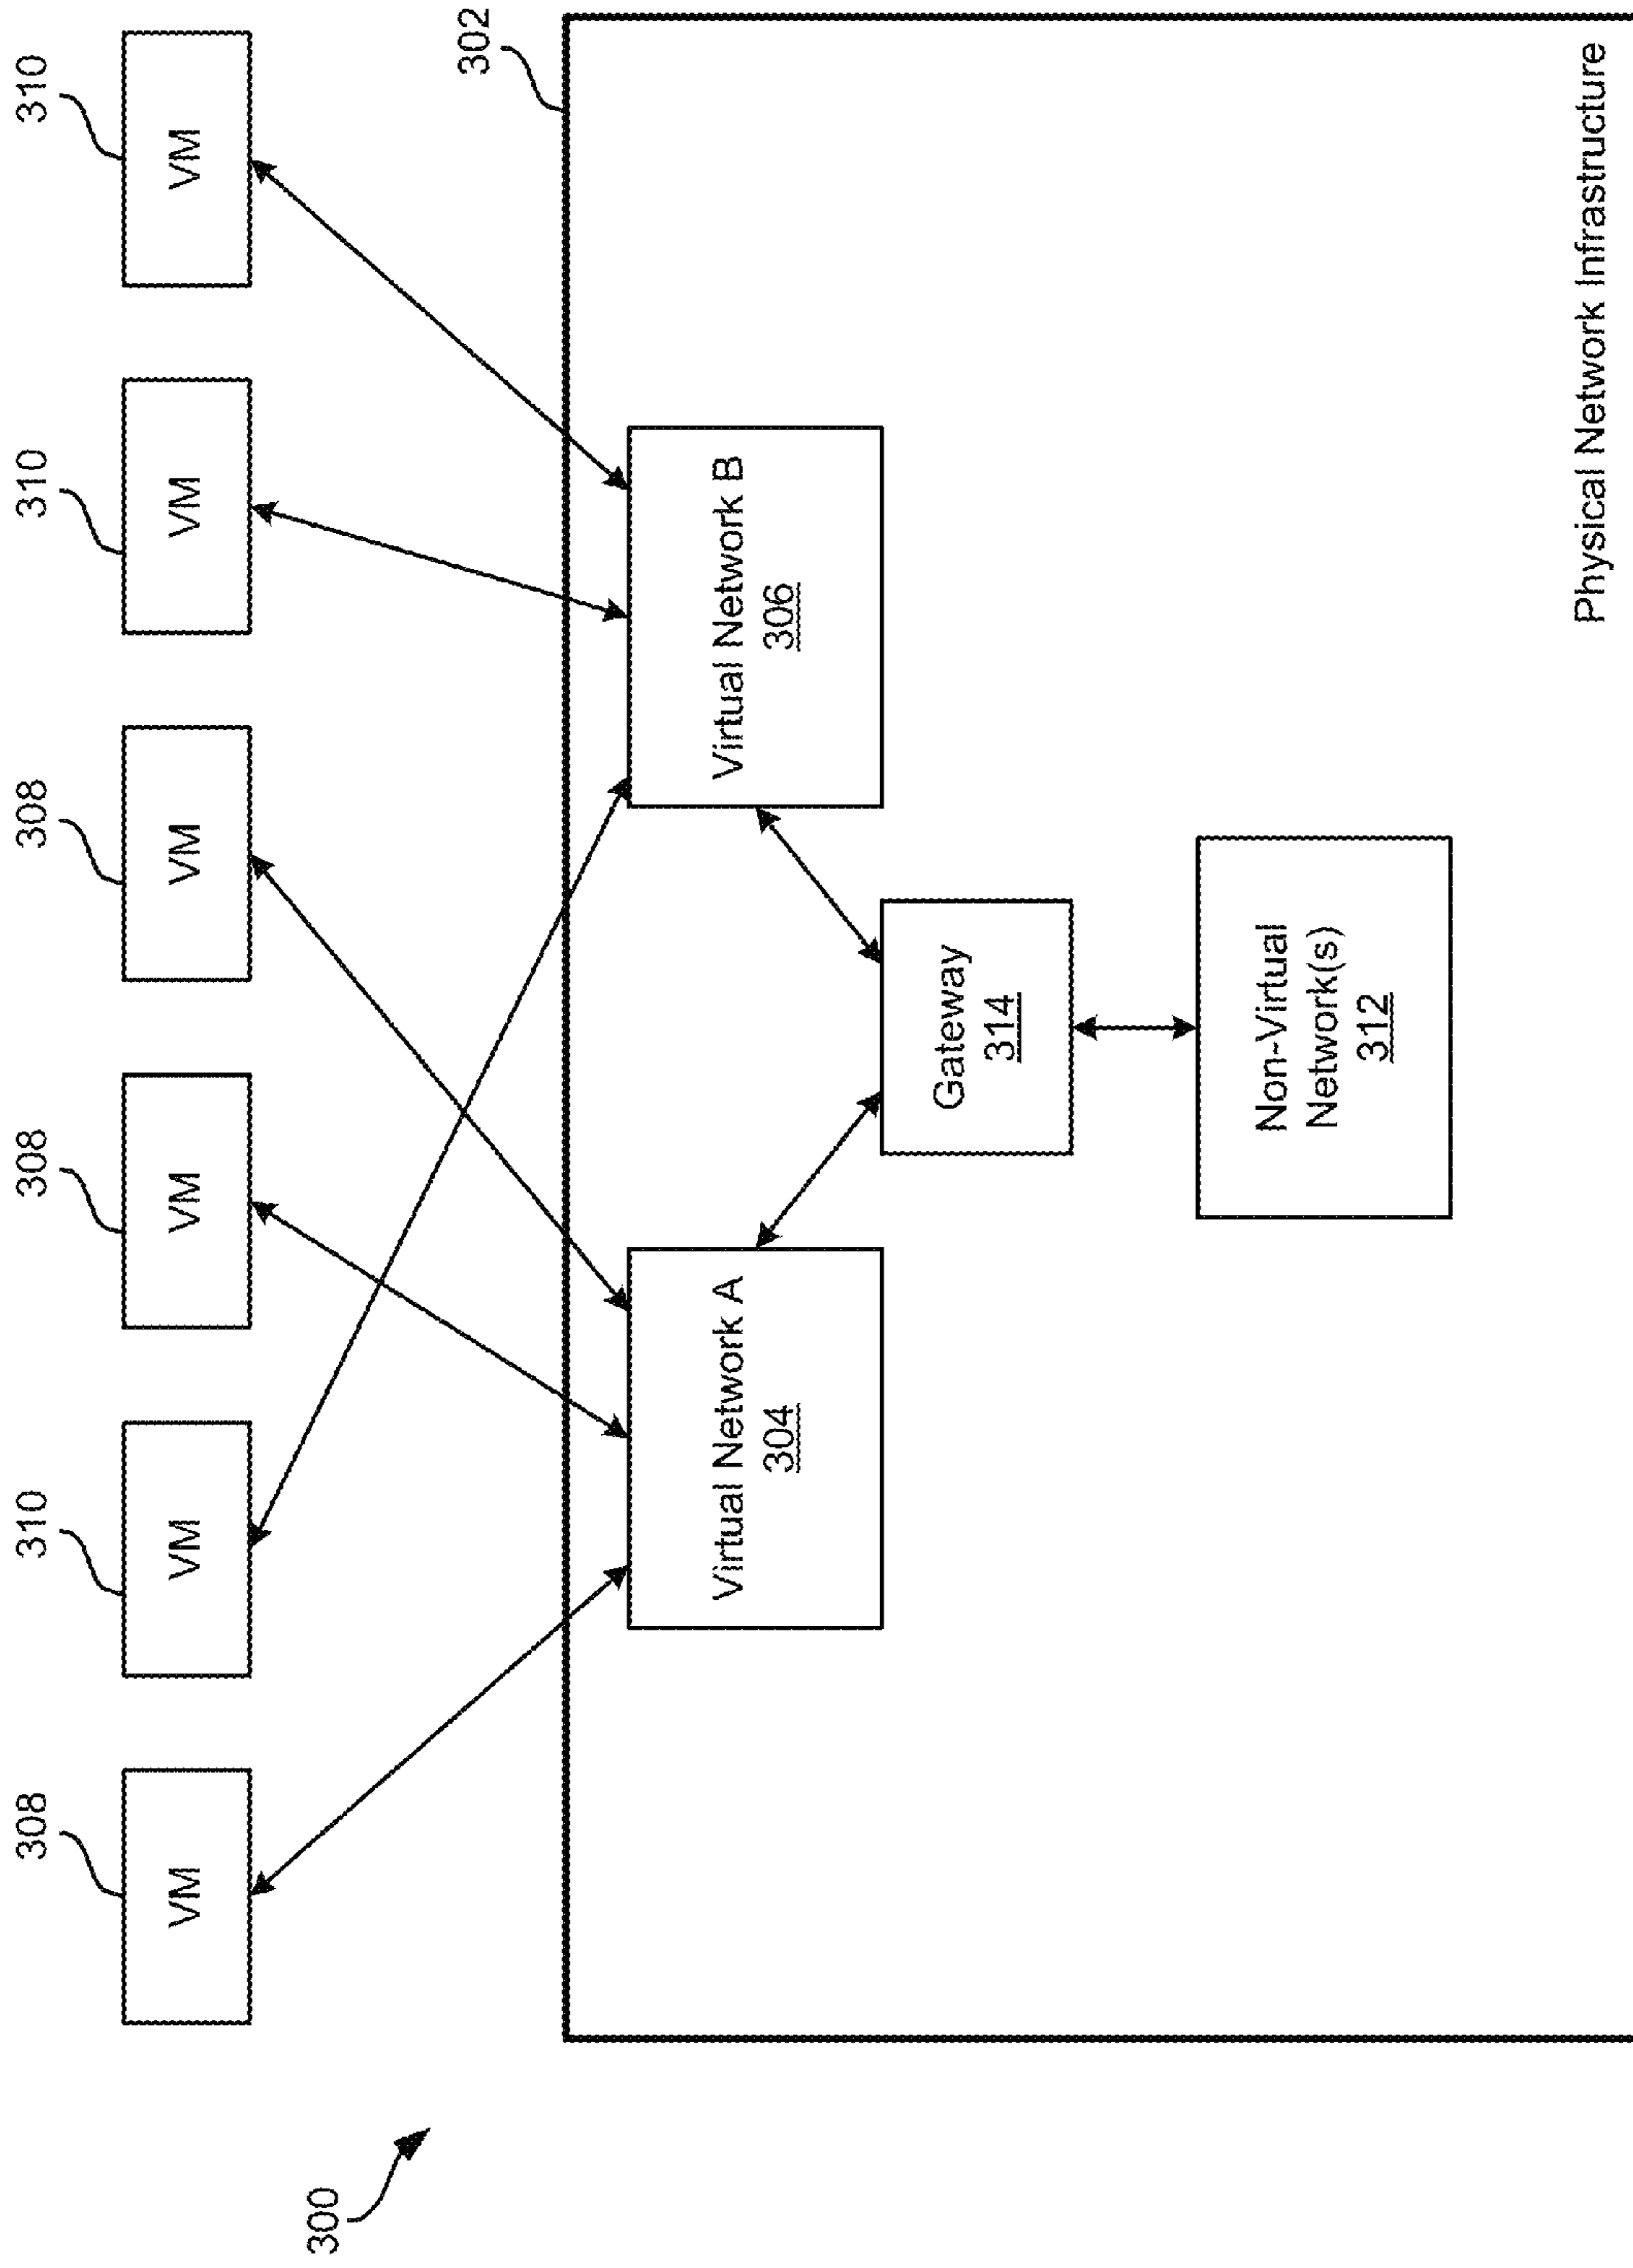 308
310
308
308
310
310
VM
VM
VM
VM
VM
VM
300
302
Virtual Network A
304
Virtual Network B
306
Gateway
314
Non-Virtual
Network(s)
312
Physical Network Infrastructure